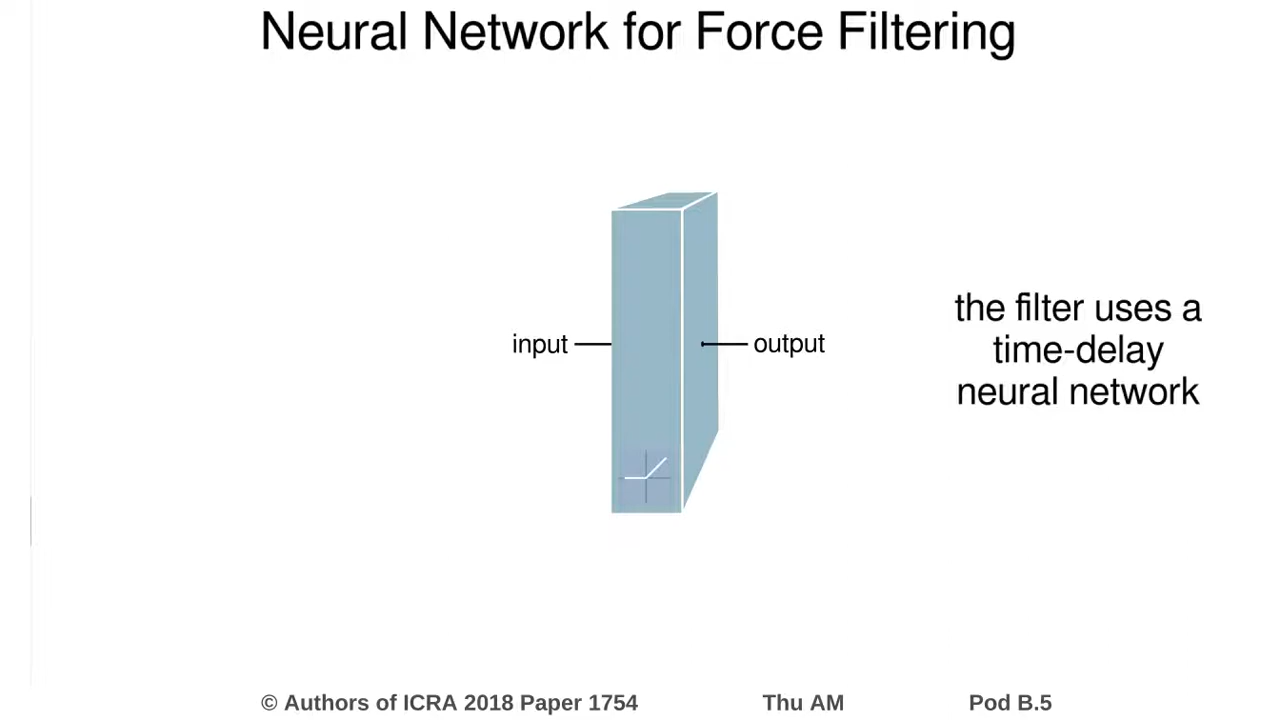 Neural Network for Force Filtering
input
output
the filter uses a
time-delay
neural network
© Authors of ICRA 2018 Paper 1754 Thu AM Pod B.5